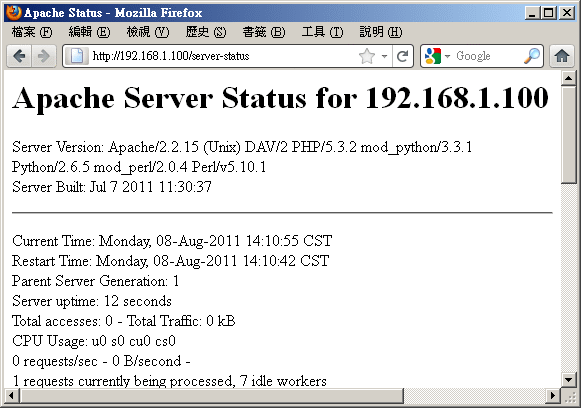 Apache Status - Mozilla Firefox
檔案 (F) 編輯 (E) 檢視 (V) 歷史 (S) 書籤 (B) 工具 (T) 說明 (H)
http://192.168.1.100/server-status Google
Apache Server Status for 192.168.1.100
Server Version: Apache/2.2.15 (Unix) DAV/2 PHP/5.3.2 mod_python/3.3.1
Python/2.6.5 mod_perl/2.0.4 Perl/v5.10.1
Server Built: Jul 7 2011 11:30:37
Current Time: Monday, 08-Aug-2011 14:10:55 CST
Restart Time: Monday, 08-Aug-2011 14:10:42 CST
Parent Server Generation: 1
Server uptime: 12 seconds
Total accesses: 0 - Total Traffic: 0 kB
CPU Usage: u0 s0 cu0 cs0
0 requests/sec - 0 B/second -
1 requests currently being processed, 7 idle workers